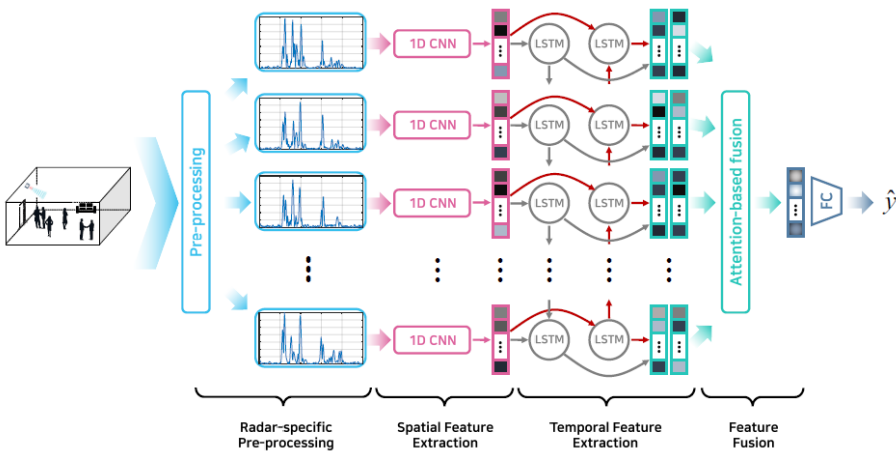 Pre-processing
1D CNN
LSTM
LSTM
1D CNN
LSTM
LSTM
1D CNN
LSTM
LSTM
1D CNN
LSTM
LSTM
Attention-based fusion
FC
ŷ
Radar-specific
Pre-processing
Spatial Feature
Extraction
Temporal Feature
Extraction
Feature
Fusion